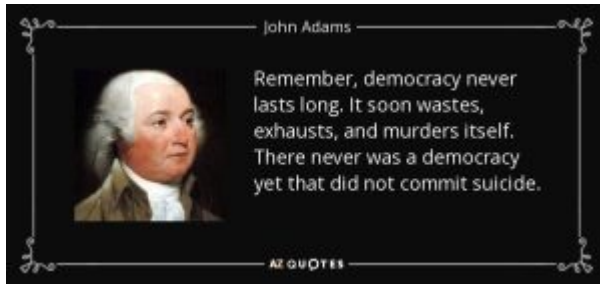 John Adams
Remember, democracy never
lasts long. It soon wastes,
exhausts, and murders itself.
There never was a democracy
yet that did not commit suicide.
AZ QUOTES